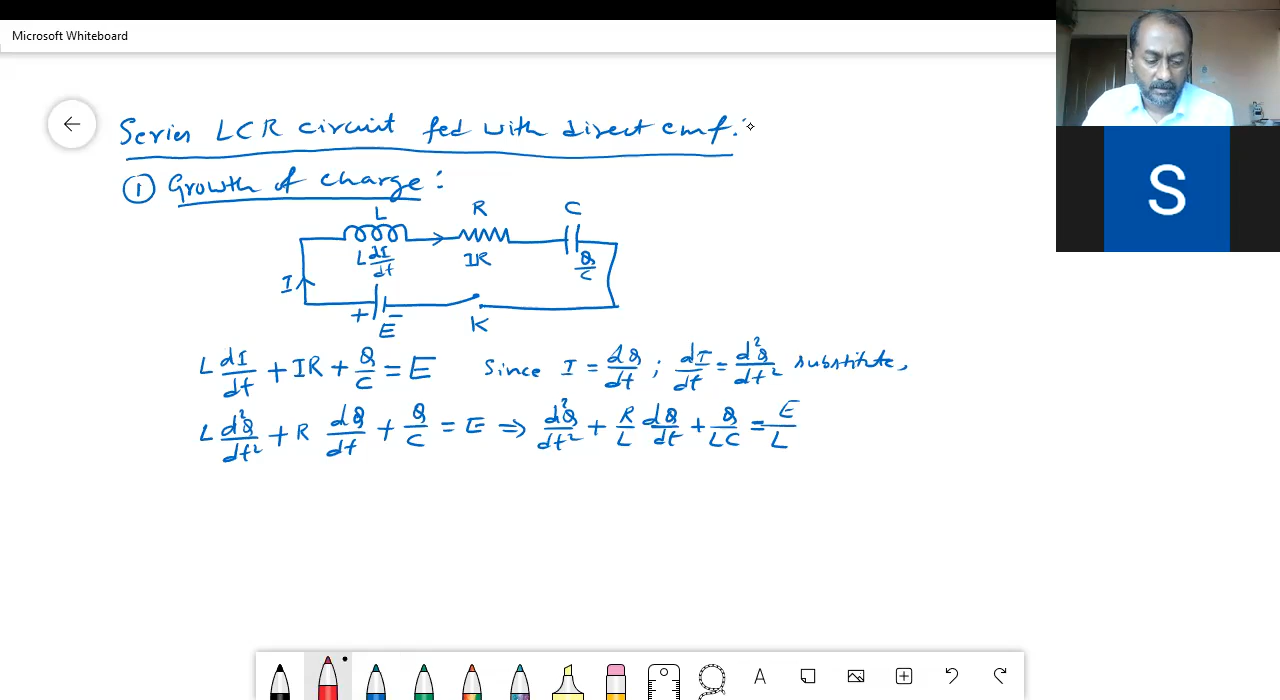 Microsoft Whiteboard
Series LCR circuit fed with direct emf:
① Growth of charge:
L R C
L dI/dt IR Q/C
I
+ −
E K
L dI/dt + IR + Q/C = E Since I = dQ/dt ; dI/dt = d²Q/dt² substitute,
L d²Q/dt² + R dQ/dt + Q/C = E ⇒ d²Q/dt² + R/L dQ/dt + Q/LC = E/L
S
A